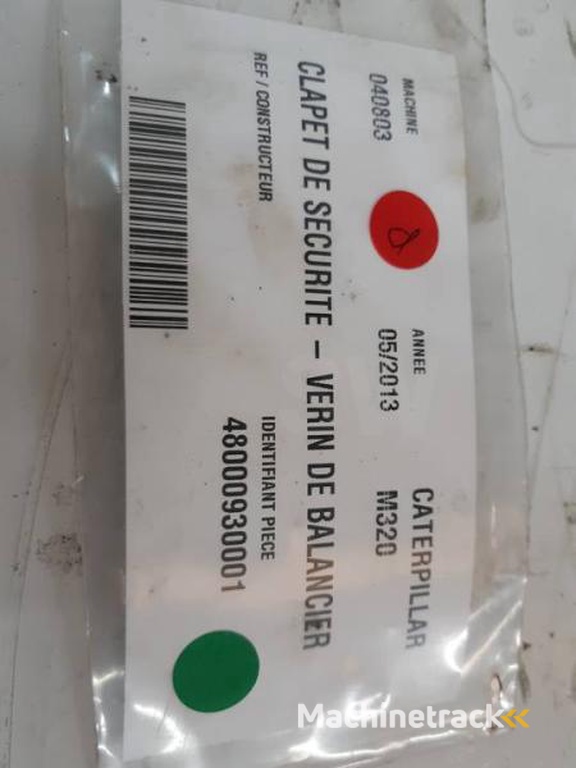 MACHINE
040803
ANNEE
05/2013
CATERPILLAR
M320
CLAPET DE SECURITE – VERIN DE BALANCIER
REF / CONSTRUCTEUR
IDENTIFIANT PIECE
48000930001
Machinetrack